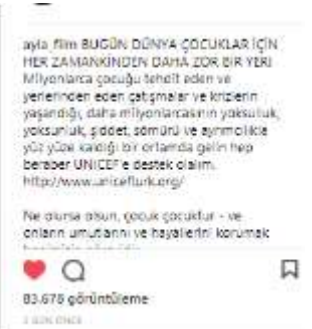 ayla_film BUGÜN DÜNYA ÇOCUKLAR İÇİN
HER ZAMANKİNDEN DAHA ZOR BİR YER!
Milyonlarca çocuğu tehdit eden ve
yerlerinden eden çatışmalar ve krizlerin
yaşandığı, daha milyonlarcasının yoksulluk,
yoksunluk, şiddet, sömürü ve ayrımcılıkla
yüz yüze kaldığı bir ortamda gelin hep
beraber UNICEF'e destek olalım.
http://www.unicefturk.org/
Ne olursa olsun, çocuk çocuktur - ve
onların umutlarını ve hayallerini korumak
83.678 görüntüleme
GÜN ÖNCE